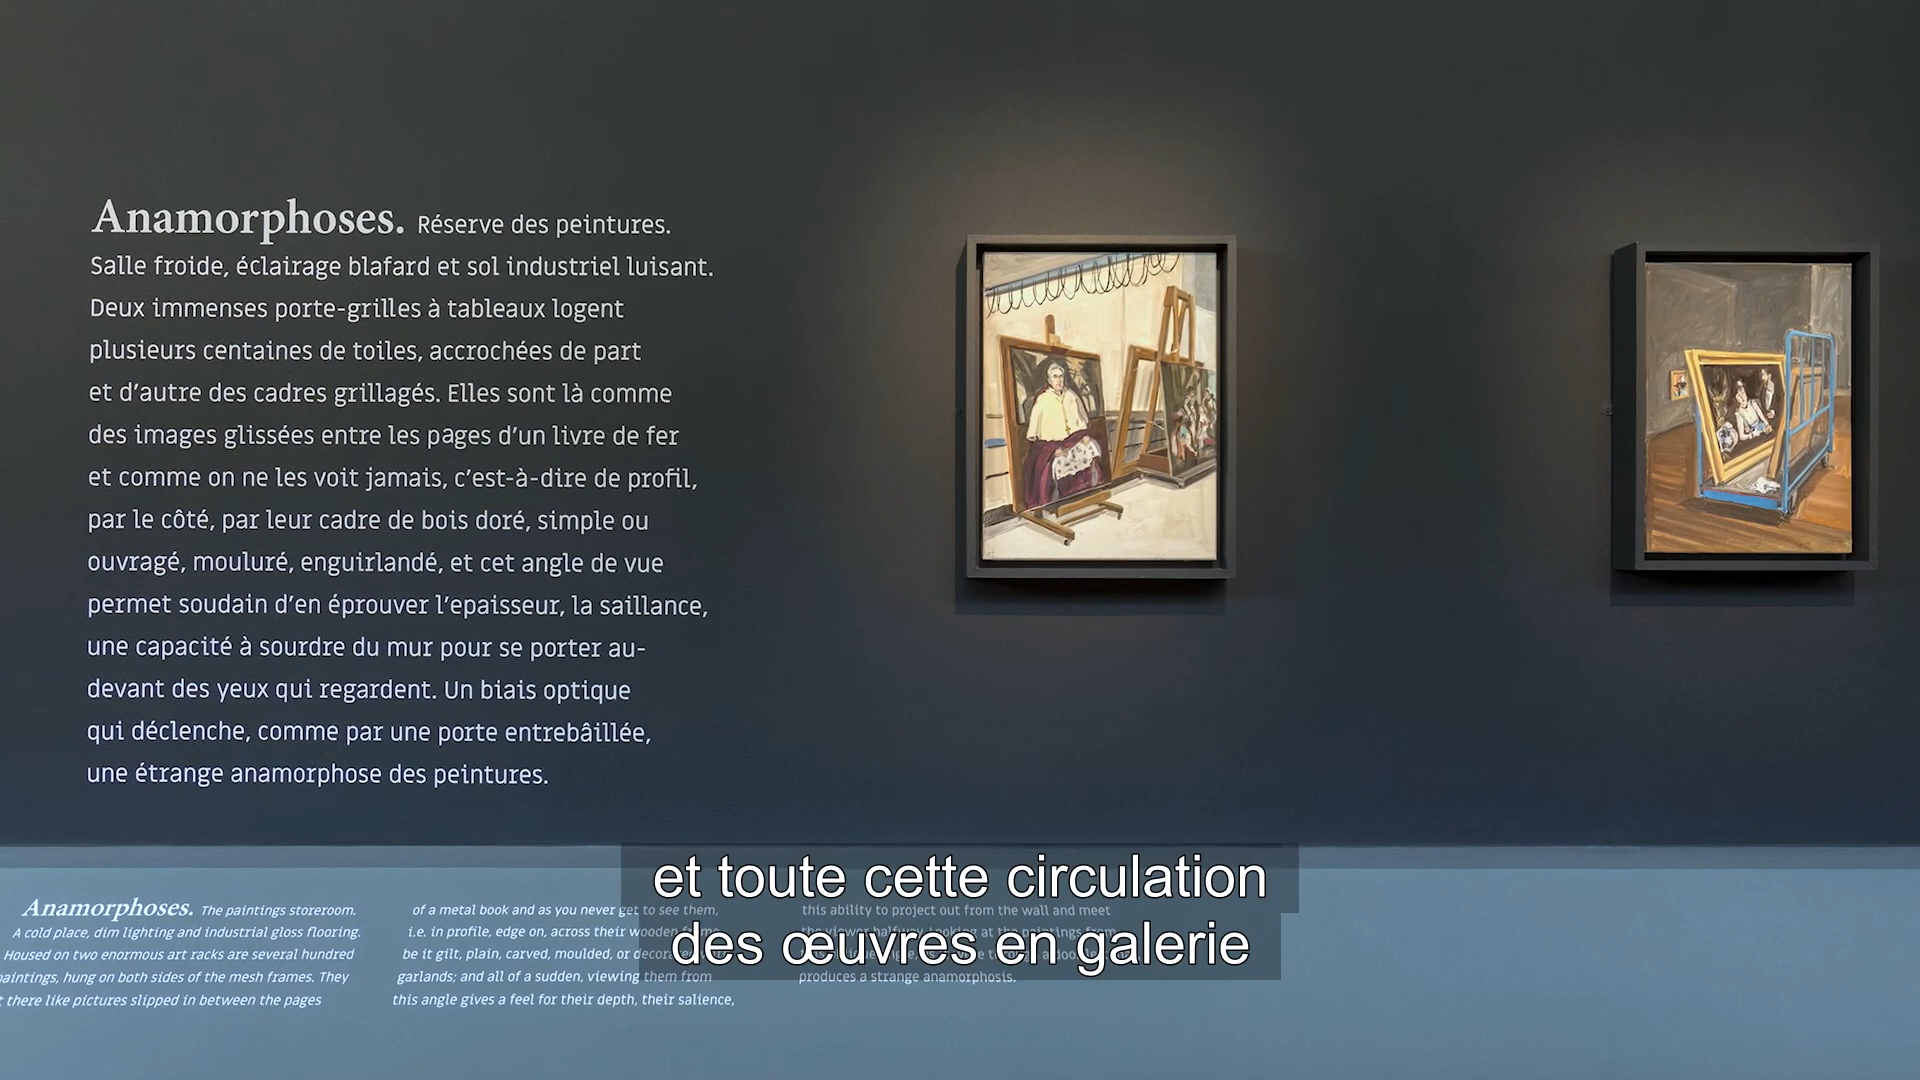 Anamorphoses. Réserve des peintures.
Salle froide, éclairage blafard et sol industriel luisant.
Deux immenses porte-grilles à tableaux logent
plusieurs centaines de toiles, accrochées de part
et d'autre des cadres grillagés. Elles sont là comme
des images glissées entre les pages d'un livre de fer
et comme on ne les voit jamais, c'est-à-dire de profil,
par le côté, par leur cadre de bois doré, simple ou
ouvragé, mouluré, enguirlandé, et cet angle de vue
permet soudain d'en éprouver l'epaisseur, la saillance,
une capacité à sourdre du mur pour se porter au-
devant des yeux qui regardent. Un biais optique
qui déclenche, comme par une porte entrebâillée,
une étrange anamorphose des peintures.
Anamorphoses. The paintings storeroom.
A cold place, dim lighting and industrial gloss flooring.
Housed on two enormous art racks are several hundred
paintings, hung on both sides of the mesh frames. They
there like pictures slipped in between the pages
of a metal book and as you never get to see them,
i.e. in profile, edge on, across their wooden
be it gilt, plain, carved, moulded, or
garlands; and all of a sudden, viewing them from
this angle gives a feel for their depth, their salience,
this ability to project out from the wall and meet
the viewer halfway. Looking at the paintings from
produces a strange anamorphosis.
et toute cette circulation
des œuvres en galerie